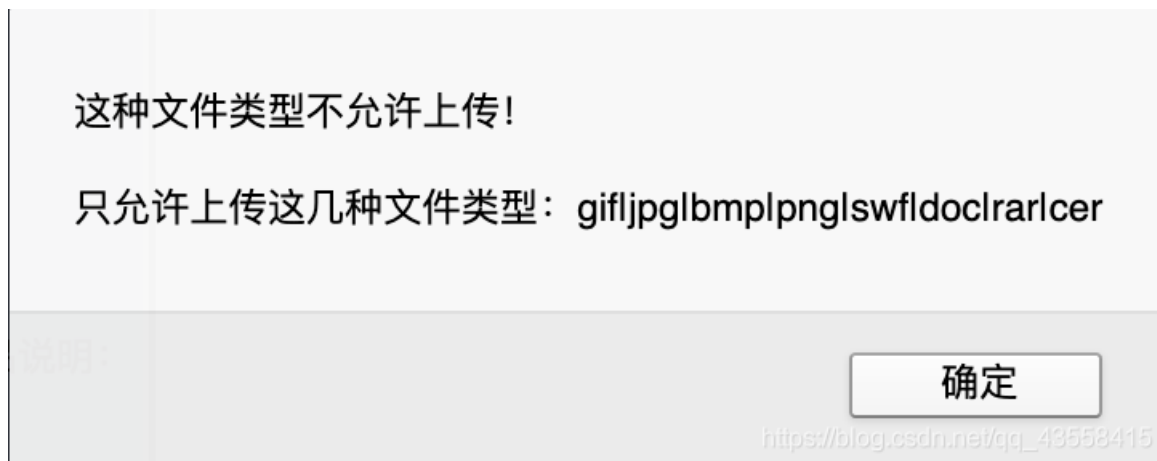 这种文件类型不允许上传!
只允许上传这几种文件类型：gif|jpg|bmp|png|swf|doc|rar|cer
说明：
确定
https://blog.csdn.net/qq_43558415